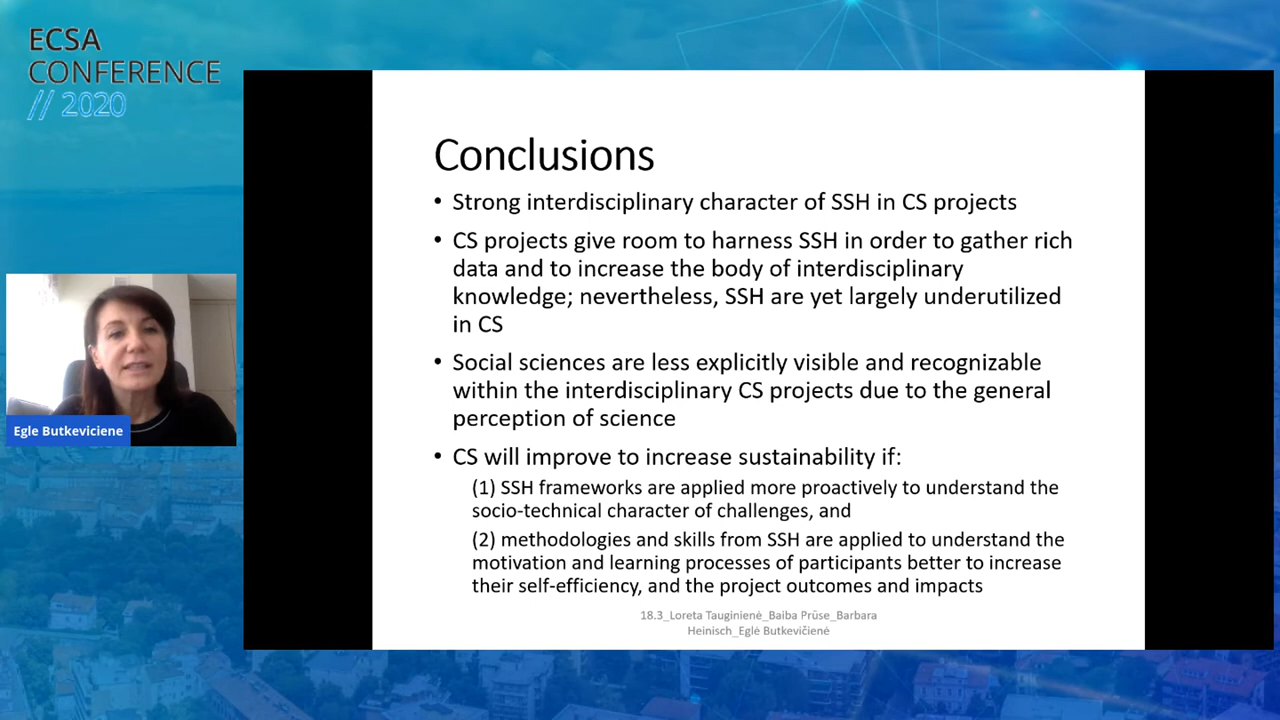 ECSA
CONFERENCE
// 2020
Conclusions
• Strong interdisciplinary character of SSH in CS projects
• CS projects give room to harness SSH in order to gather rich
data and to increase the body of interdisciplinary
knowledge; nevertheless, SSH are yet largely underutilized
in CS
• Social sciences are less explicitly visible and recognizable
within the interdisciplinary CS projects due to the general
perception of science
• CS will improve to increase sustainability if:
(1) SSH frameworks are applied more proactively to understand the
socio-technical character of challenges, and
(2) methodologies and skills from SSH are applied to understand the
motivation and learning processes of participants better to increase
their self-efficiency, and the project outcomes and impacts
18.3_Loreta Tauginienė_Baiba Prūse_Barbara
Heinisch_Eglė Butkevičienė
Egle Butkeviciene